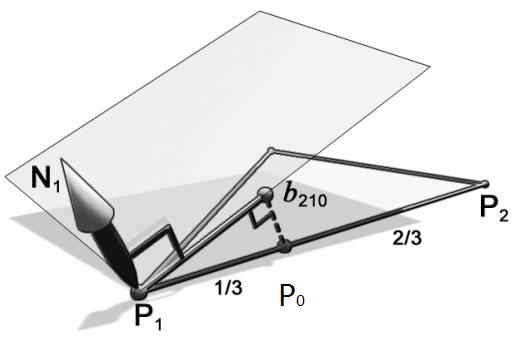 N₁
b₂₁₀
P₂
2/3
1/3
P₀
P₁